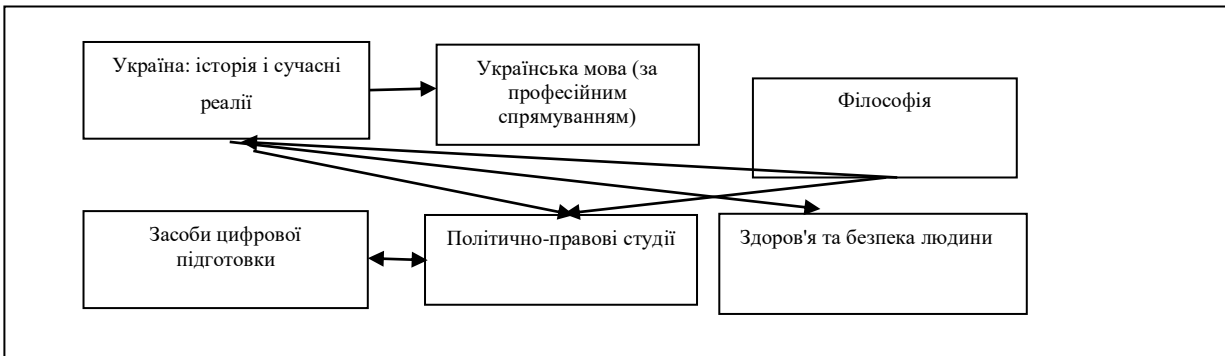 Україна: історія і сучасні
реалії
Українська мова (за
професійним
спрямуванням)
Філософія
Засоби цифрової
підготовки
Політично-правові студії
Здоров'я та безпека людини